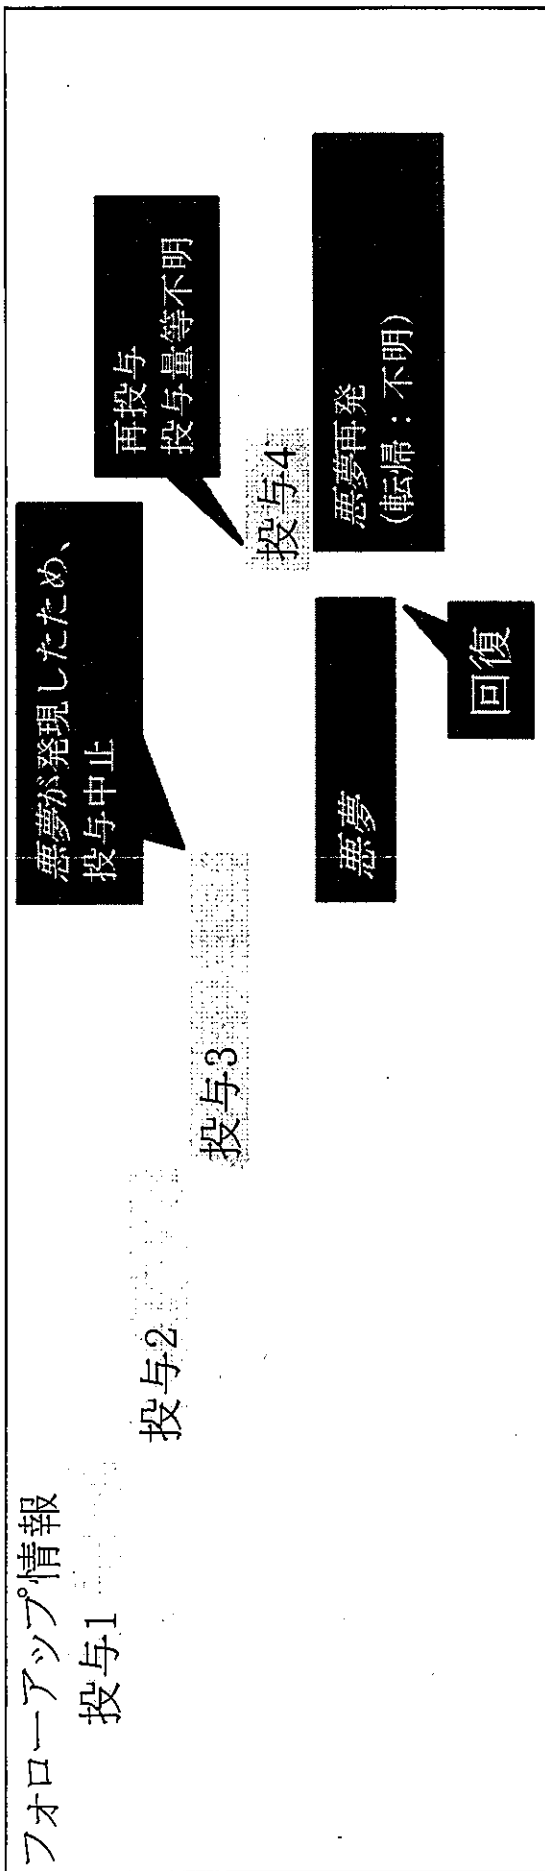 フォローアップ情報
投与1
投与2
投与3
悪夢が発現したため、
投与中止
投与4
再投与
投与量等不明
悪夢
回復
悪夢再発
(転帰：不明)